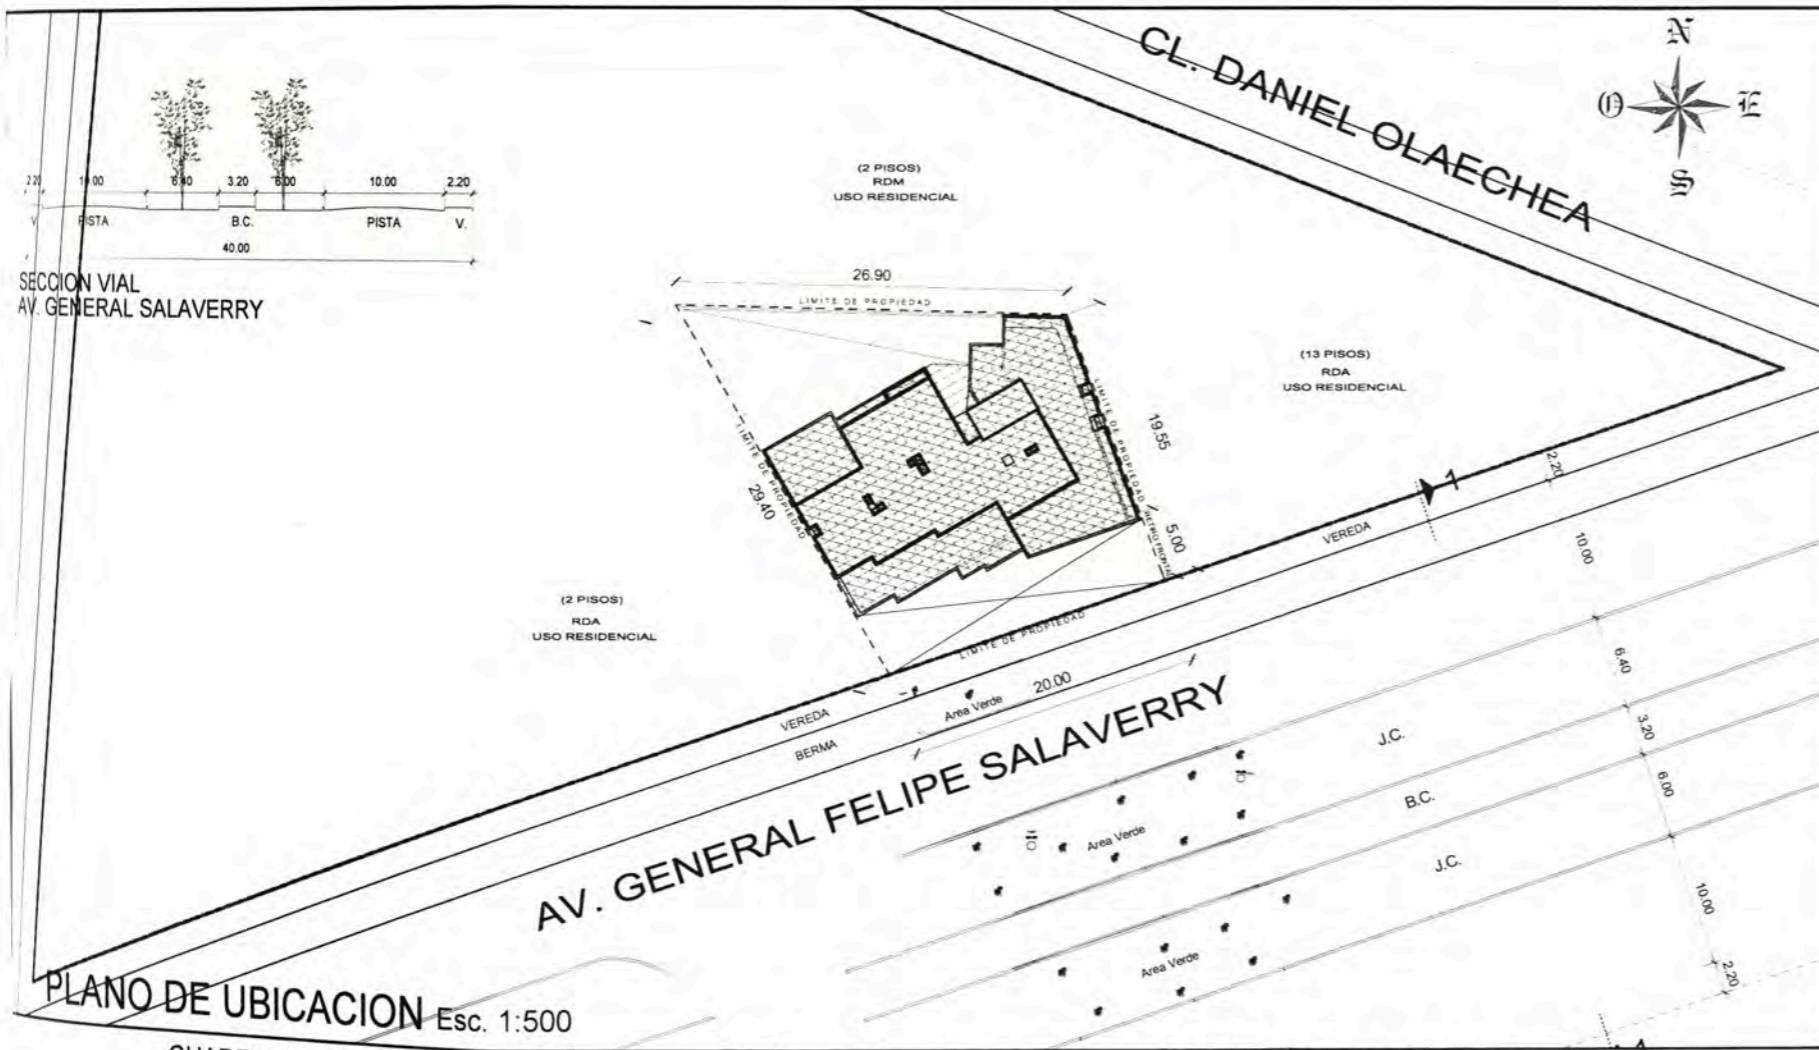 CL. DANIEL OLAECHEA
N
O
E
S
2.20 10.00 6.40 3.20 6.00 10.00 2.20
V. PISTA B.C. PISTA V.
40.00
SECCION VIAL
AV. GENERAL SALAVERRY
(2 PISOS)
RDM
USO RESIDENCIAL
26.90
LIMITE DE PROPIEDAD
(13 PISOS)
RDA
USO RESIDENCIAL
LIMITE DE PROPIEDAD
19.55
LIMITE DE PROPIEDAD
29.40
RETIRO FRONTAL
5.00
1
2.20
VEREDA
10.00
(2 PISOS)
RDA
USO RESIDENCIAL
LIMITE DE PROPIEDAD
20.00
Area Verde
VEREDA
BERMA
AV. GENERAL FELIPE SALAVERRY
6.40
J.C.
3.20
B.C.
6.00
Area Verde
J.C.
10.00
Area Verde
2.20
PLANO DE UBICACION Esc. 1:500